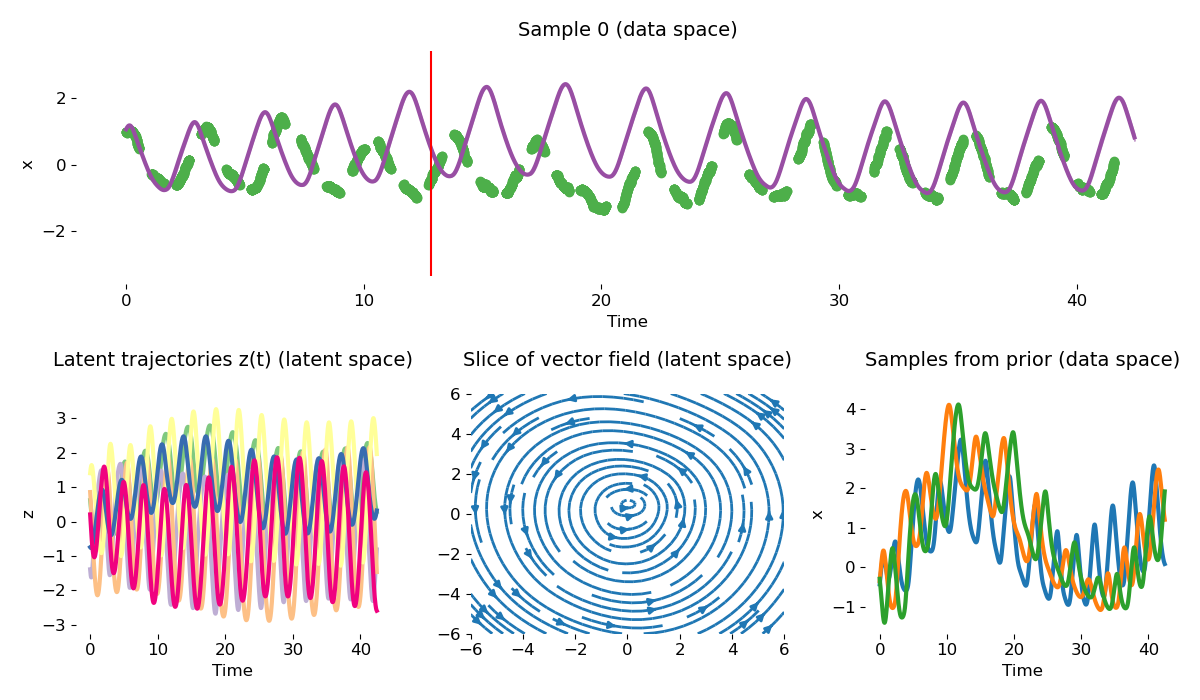 Sample 0 (data space)
x
2
0
−2
0 10 20 30 40
Time
Latent trajectories z(t) (latent space)
z
3
2
1
0
−1
−2
−3
0 10 20 30 40
Time
Slice of vector field (latent space)
6
4
2
0
−2
−4
−6
−6 −4 −2 0 2 4 6
Samples from prior (data space)
x
4
3
2
1
0
−1
0 10 20 30 40
Time